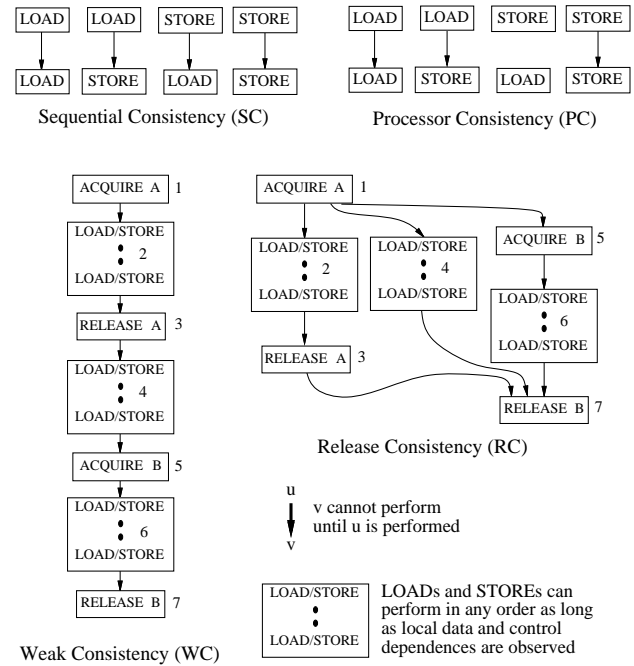 LOAD LOAD STORE STORE
LOAD STORE LOAD STORE
Sequential Consistency (SC)
LOAD LOAD STORE STORE
LOAD STORE LOAD STORE
Processor Consistency (PC)
ACQUIRE A 1
LOAD/STORE
2
LOAD/STORE
RELEASE A 3
LOAD/STORE
4
LOAD/STORE
ACQUIRE B 5
LOAD/STORE
6
LOAD/STORE
RELEASE B 7
Weak Consistency (WC)
ACQUIRE A 1
LOAD/STORE
2
LOAD/STORE
RELEASE A 3
LOAD/STORE
4
LOAD/STORE
ACQUIRE B 5
LOAD/STORE
6
LOAD/STORE
RELEASE B 7
Release Consistency (RC)
u
v cannot perform
until u is performed
v
LOAD/STORE
LOAD/STORE
LOADs and STOREs can
perform in any order as long
as local data and control
dependences are observed